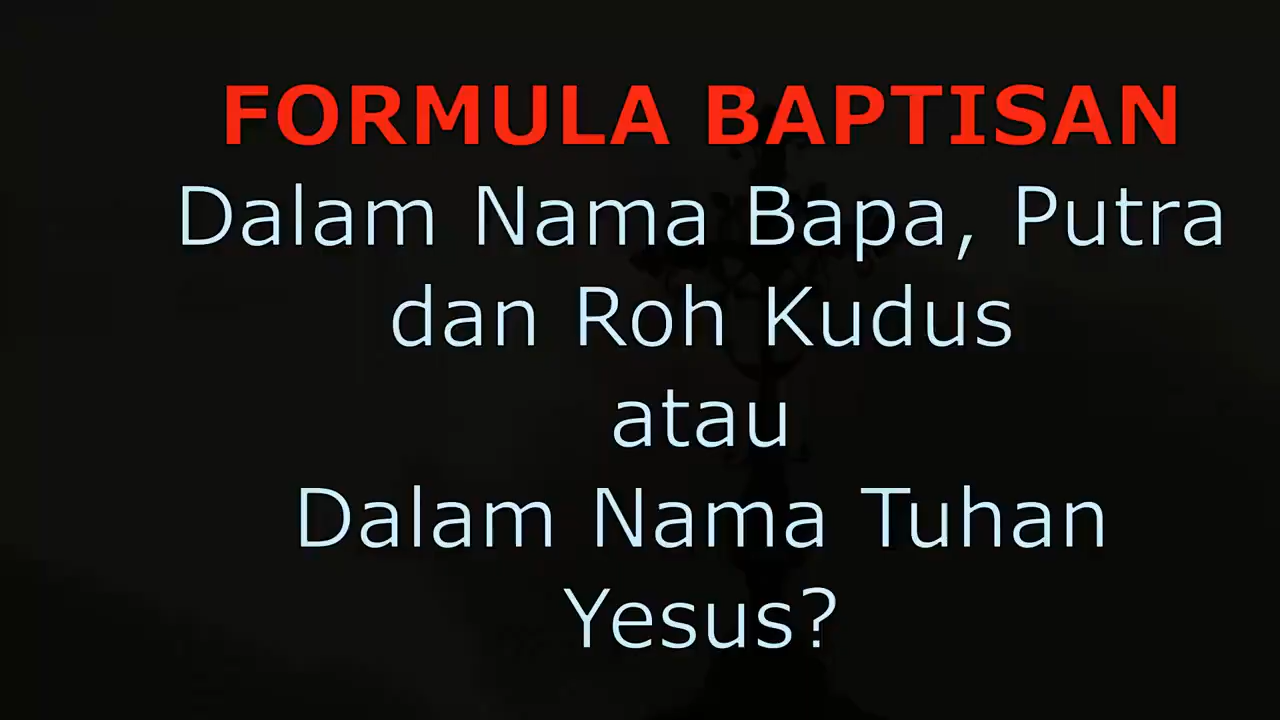 FORMULA BAPTISAN
Dalam Nama Bapa, Putra
dan Roh Kudus
atau
Dalam Nama Tuhan
Yesus?